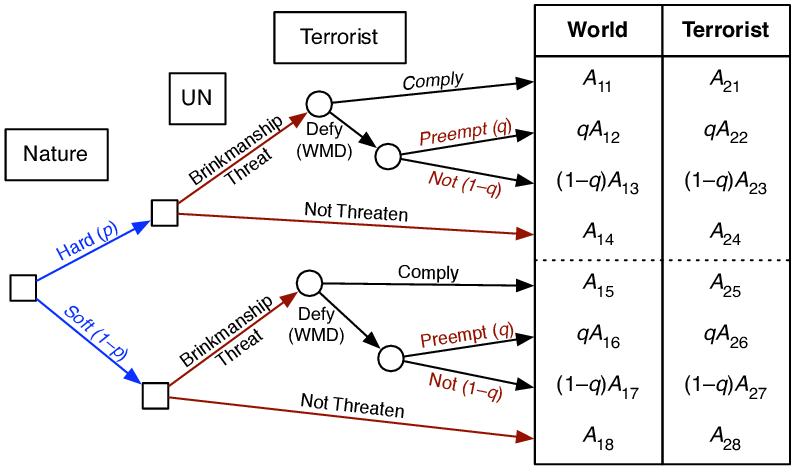 World Terrorist
Terrorist
UN
Nature
Comply
A11 A21
Defy
(WMD)
Preempt (q)
qA12 qA22
Brinkmanship
Threat
Not (1–q)
(1–q)A13 (1–q)A23
Not Threaten
A14 A24
Hard (p)
Soft (1–p)
Comply
A15 A25
Defy
(WMD)
Preempt (q)
qA16 qA26
Brinkmanship
Threat
Not (1–q)
(1–q)A17 (1–q)A27
Not Threaten
A18 A28